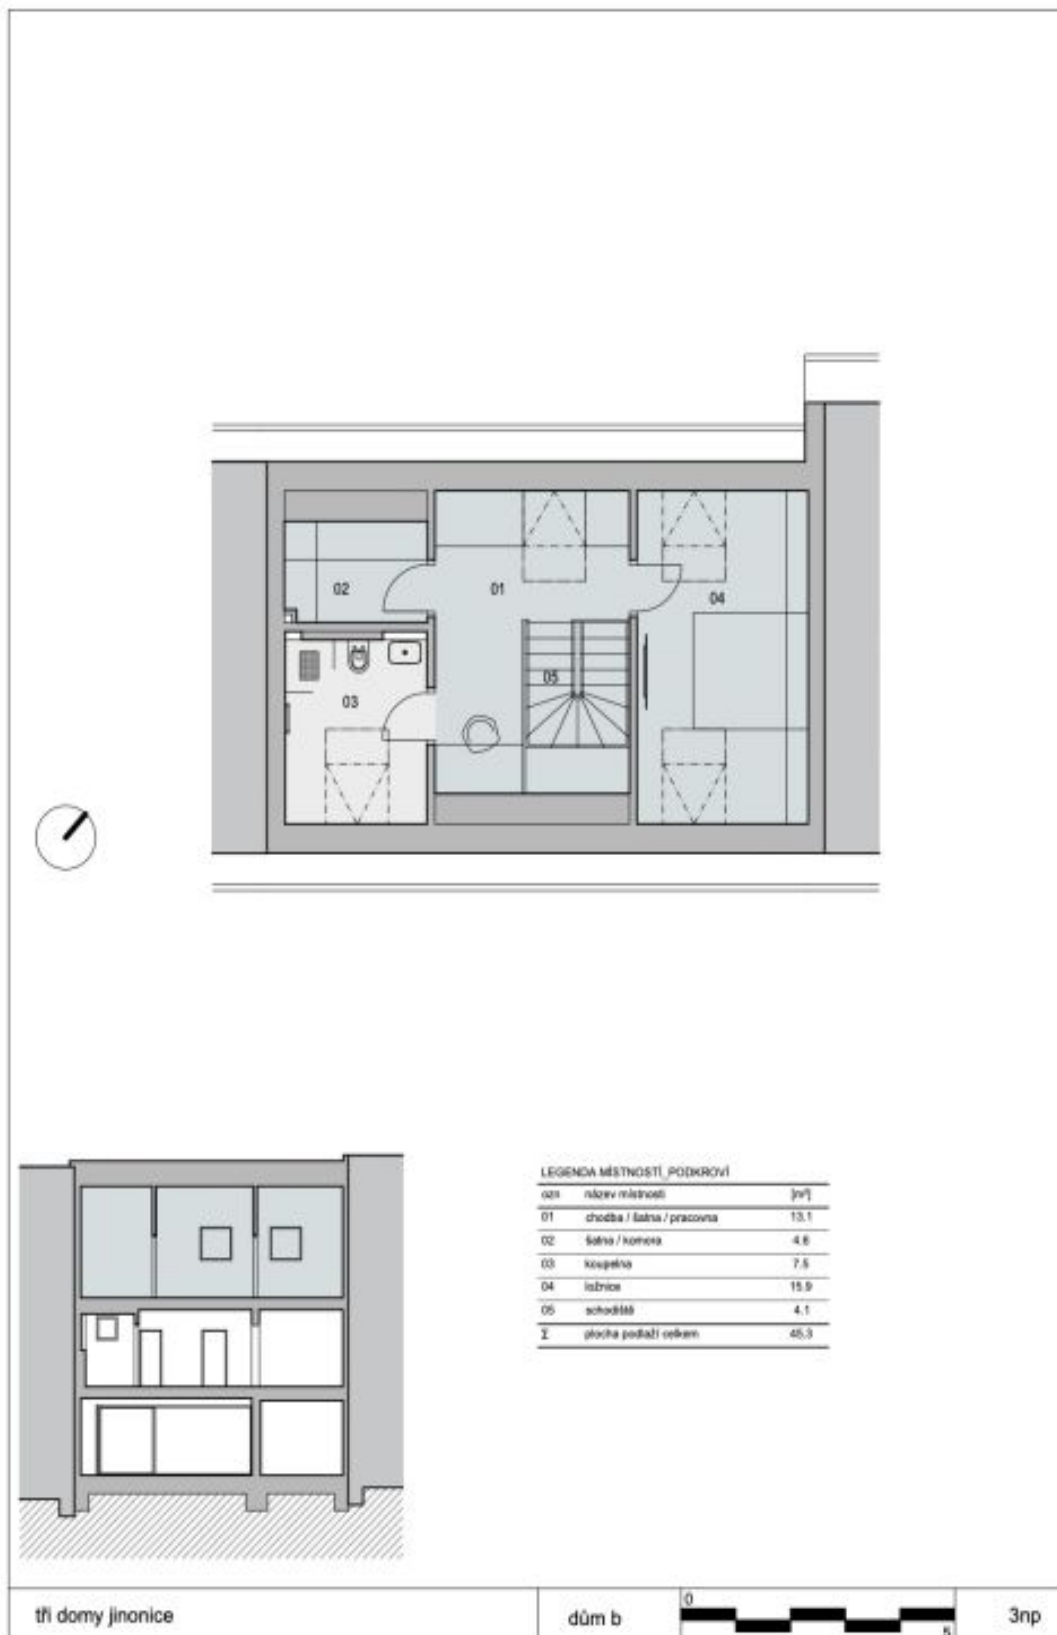 02
01
04
05
03
LEGENDA MÍSTNOSTÍ_PODKROVÍ
ozn název místnosti [m²]
01 chodba / šatna / pracovna 13.1
02 šatna / komora 4.6
03 koupelna 7.5
04 ložnice 15.9
05 schodiště 4.1
Σ plocha podlaží celkem 45.3
tři domy jinonice
dům b
0
5
3np